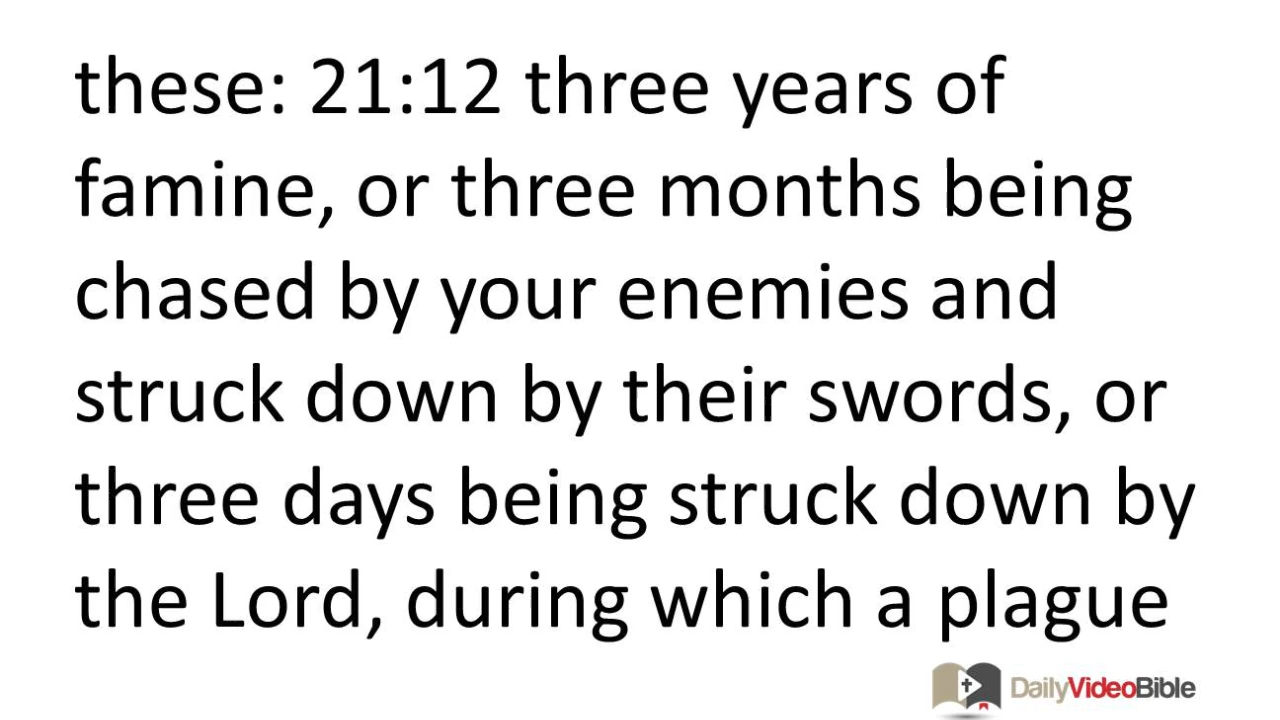 these: 21:12 three years of
famine, or three months being
chased by your enemies and
struck down by their swords, or
three days being struck down by
the Lord, during which a plague
DailyVideoBible